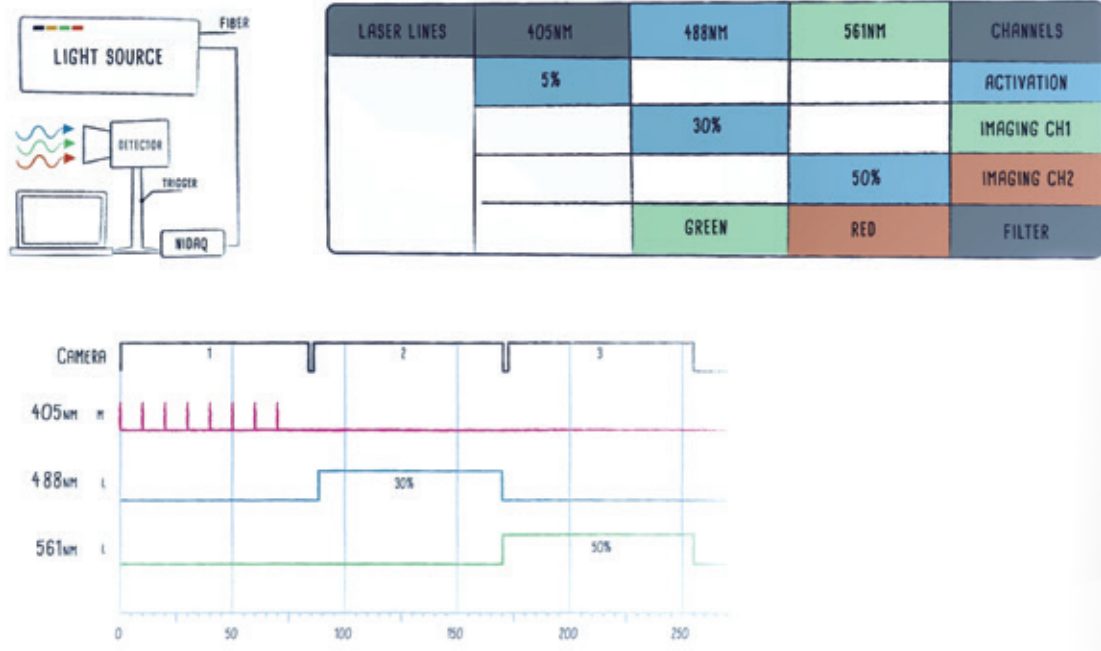 FIBER
LIGHT SOURCE
DETECTOR
TRIGGER
NIDAQ
LASER LINES 405NM 488NM 561NM CHANNELS
5% ACTIVATION
30% IMAGING CH1
50% IMAGING CH2
GREEN RED FILTER
CAMERA 1 2 3
405NM M
488NM L 30%
561NM L 50%
0 50 100 150 200 250